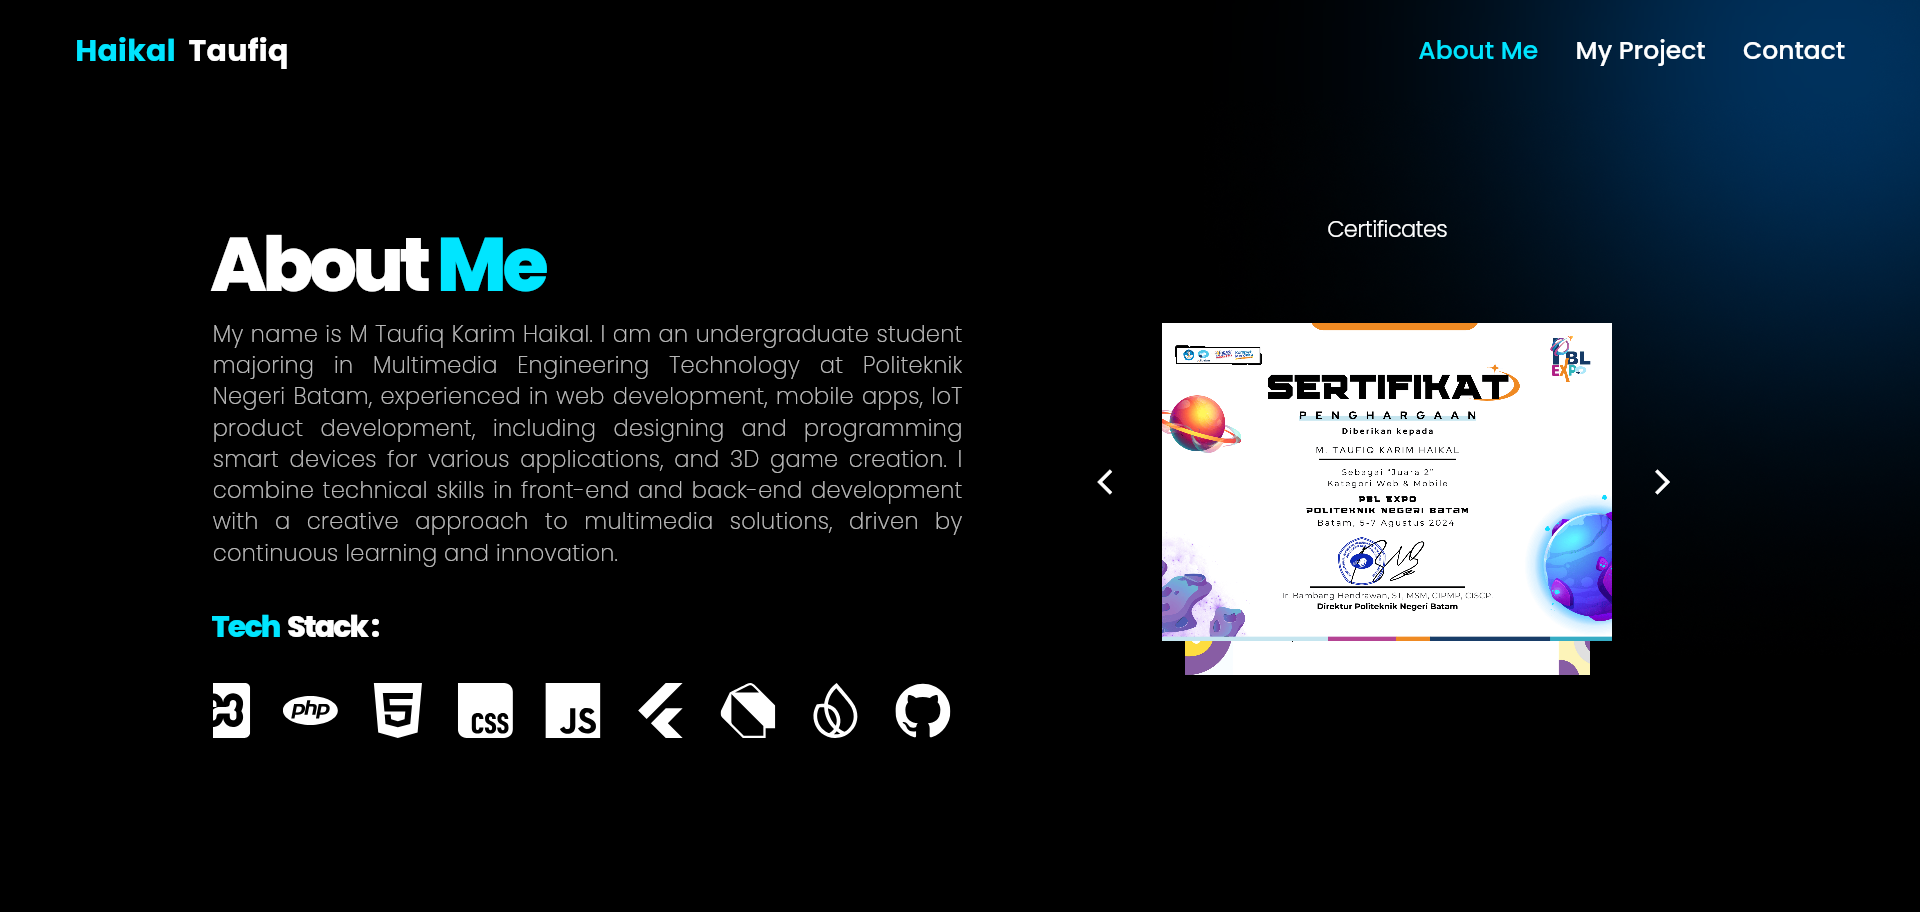 Haikal Taufiq
About Me My Project Contact
About Me
My name is M Taufiq Karim Haikal. I am an undergraduate student
majoring in Multimedia Engineering Technology at Politeknik
Negeri Batam, experienced in web development, mobile apps, IoT
product development, including designing and programming
smart devices for various applications, and 3D game creation. I
combine technical skills in front-end and back-end development
with a creative approach to multimedia solutions, driven by
continuous learning and innovation.
Tech Stack :
php
5
CSS
JS
Certificates
PBL
EXPO
SERTIFIKAT
PENGHARGAAN
Diberikan kepada
M. TAUFIQ KARIM HAIKAL
Sebagai "Juara 2"
Kategori Web & Mobile
PBL EXPO
POLITEKNIK NEGERI BATAM
Batam, 5-7 Agustus 2024
Ir. Bambang Hendrawan, ST, MSM, CIPMP, CISCP
Direktur Politeknik Negeri Batam